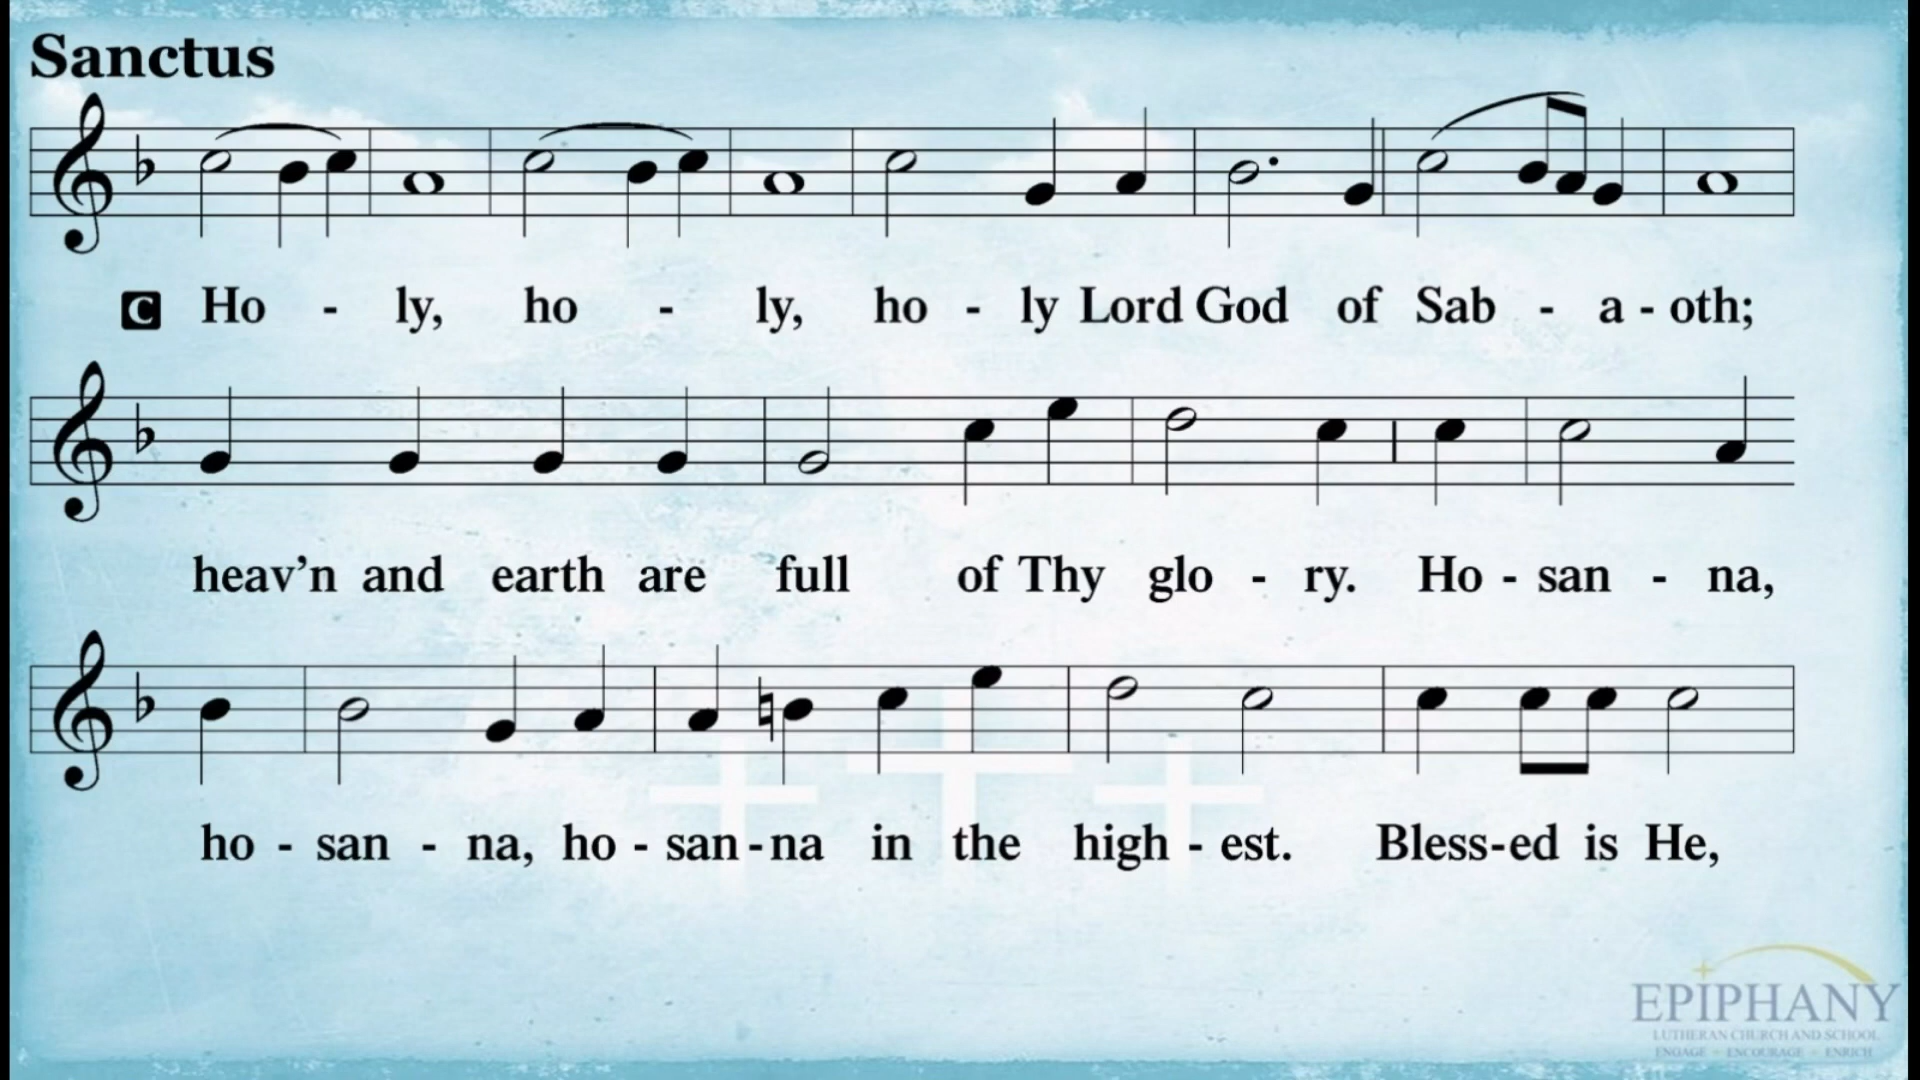 Sanctus
C Ho - ly, ho - ly, ho - ly Lord God of Sab - a - oth;
heav’n and earth are full of Thy glo - ry. Ho - san - na,
ho - san - na, ho - san - na in the high - est. Bless-ed is He,
EPIPHANY
LUTHERAN CHURCH AND SCHOOL
ENGAGE + ENCOURAGE + ENRICH